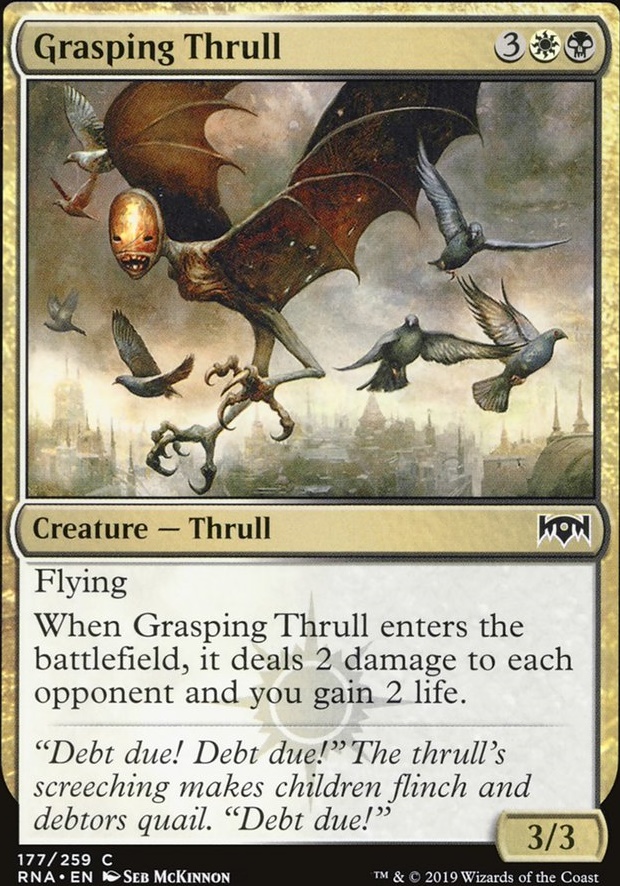 Grasping Thrull 3
Creature — Thrull
Flying
When Grasping Thrull enters the
battlefield, it deals 2 damage to each
opponent and you gain 2 life.
“Debt due! Debt due!” The thrull’s
screeching makes children flinch and
debtors quail. “Debt due!”
3/3
177/259 C
RNA • EN Seb McKinnon
™ & © 2019 Wizards of the Coast